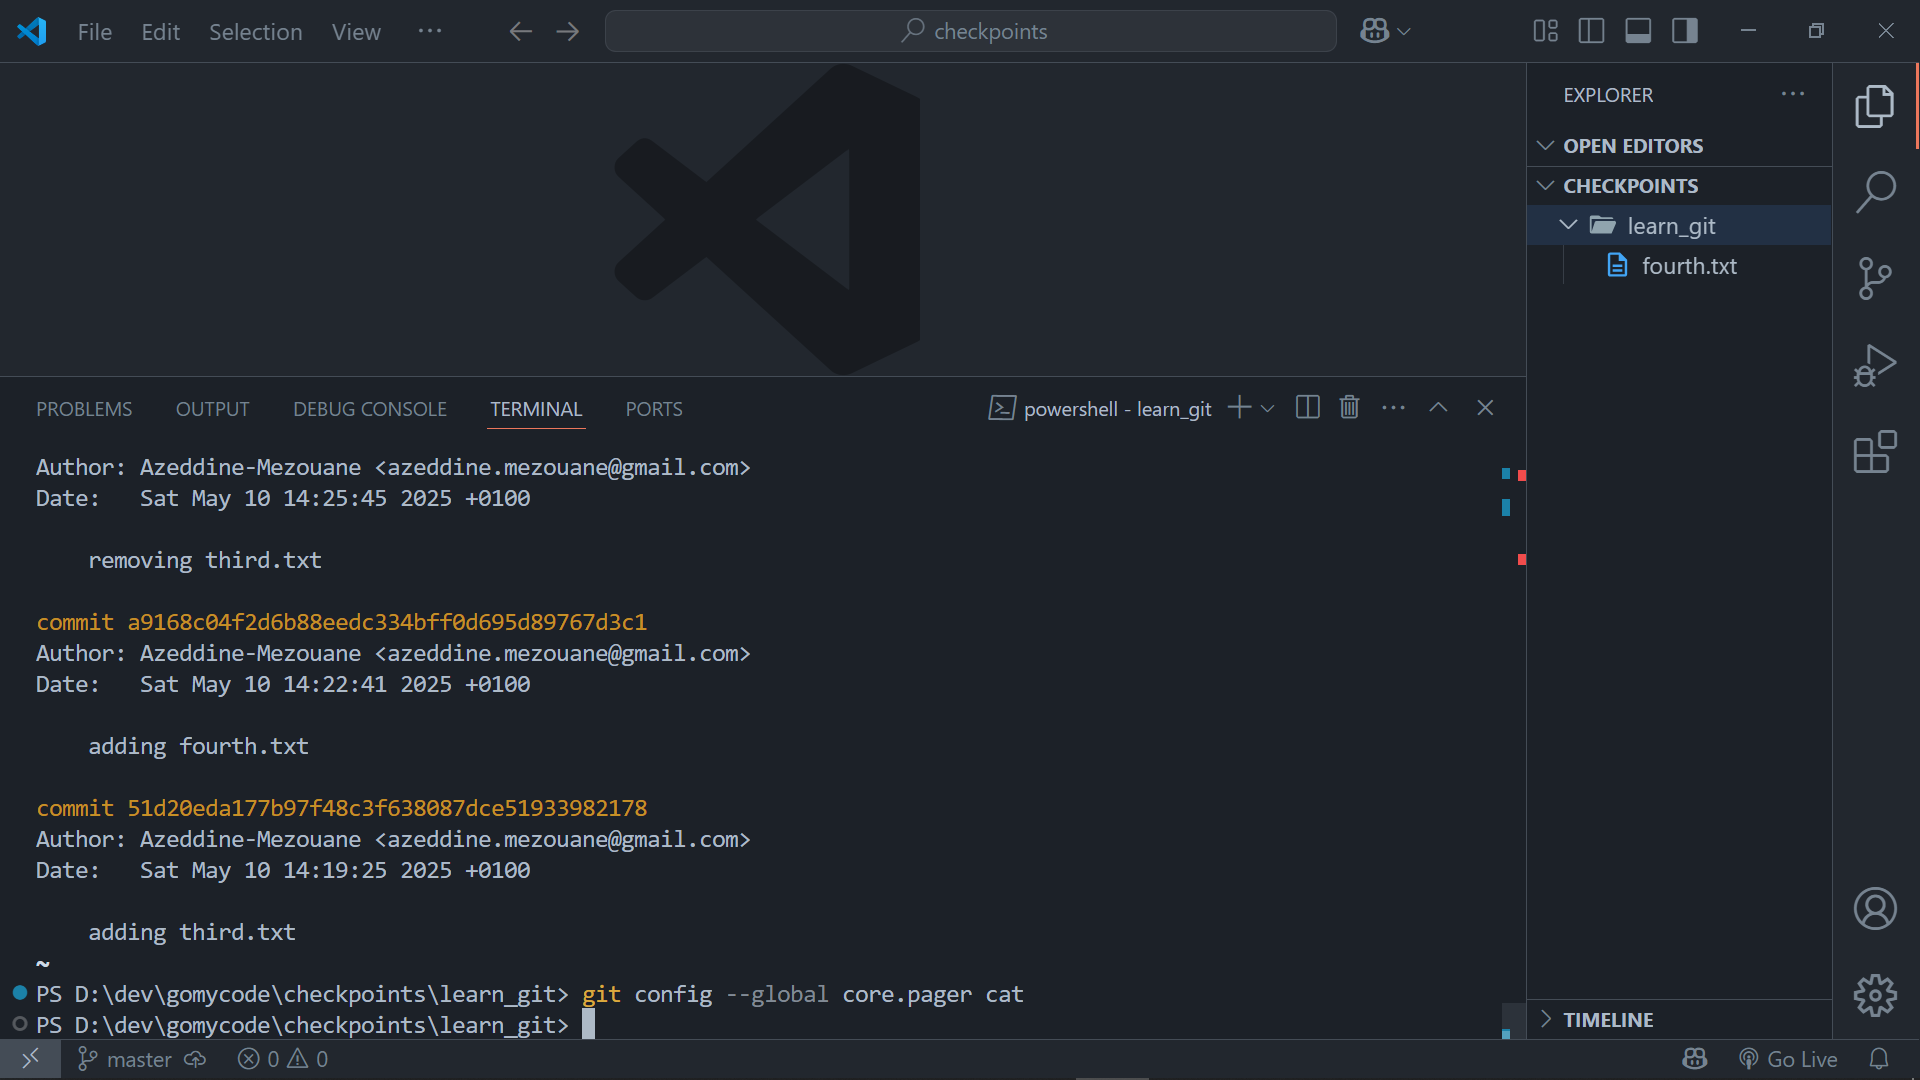 File Edit Selection View ··· checkpoints
EXPLORER ···
OPEN EDITORS
CHECKPOINTS
learn_git
fourth.txt
PROBLEMS OUTPUT DEBUG CONSOLE TERMINAL PORTS powershell - learn_git ···
Author: Azeddine-Mezouane <azeddine.mezouane@gmail.com>
Date:   Sat May 10 14:25:45 2025 +0100
removing third.txt
commit a9168c04f2d6b88eedc334bff0d695d89767d3c1
Author: Azeddine-Mezouane <azeddine.mezouane@gmail.com>
Date:   Sat May 10 14:22:41 2025 +0100
adding fourth.txt
commit 51d20eda177b97f48c3f638087dce51933982178
Author: Azeddine-Mezouane <azeddine.mezouane@gmail.com>
Date:   Sat May 10 14:19:25 2025 +0100
adding third.txt
~
PS D:\dev\gomycode\checkpoints\learn_git> git config --global core.pager cat
PS D:\dev\gomycode\checkpoints\learn_git>
TIMELINE
master 0 0 Go Live